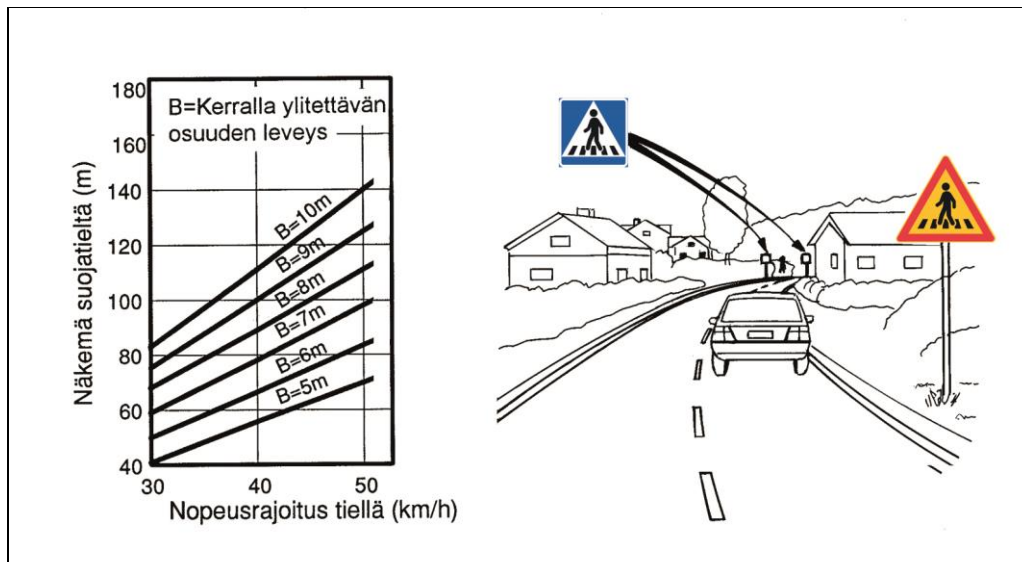 180
160
140
120
100
80
60
40
Näkemä suojatieltä (m)
B=Kerralla ylitettävän
osuuden leveys
B=10m
B=9m
B=8m
B=7m
B=6m
B=5m
30 40 50
Nopeusrajoitus tiellä (km/h)